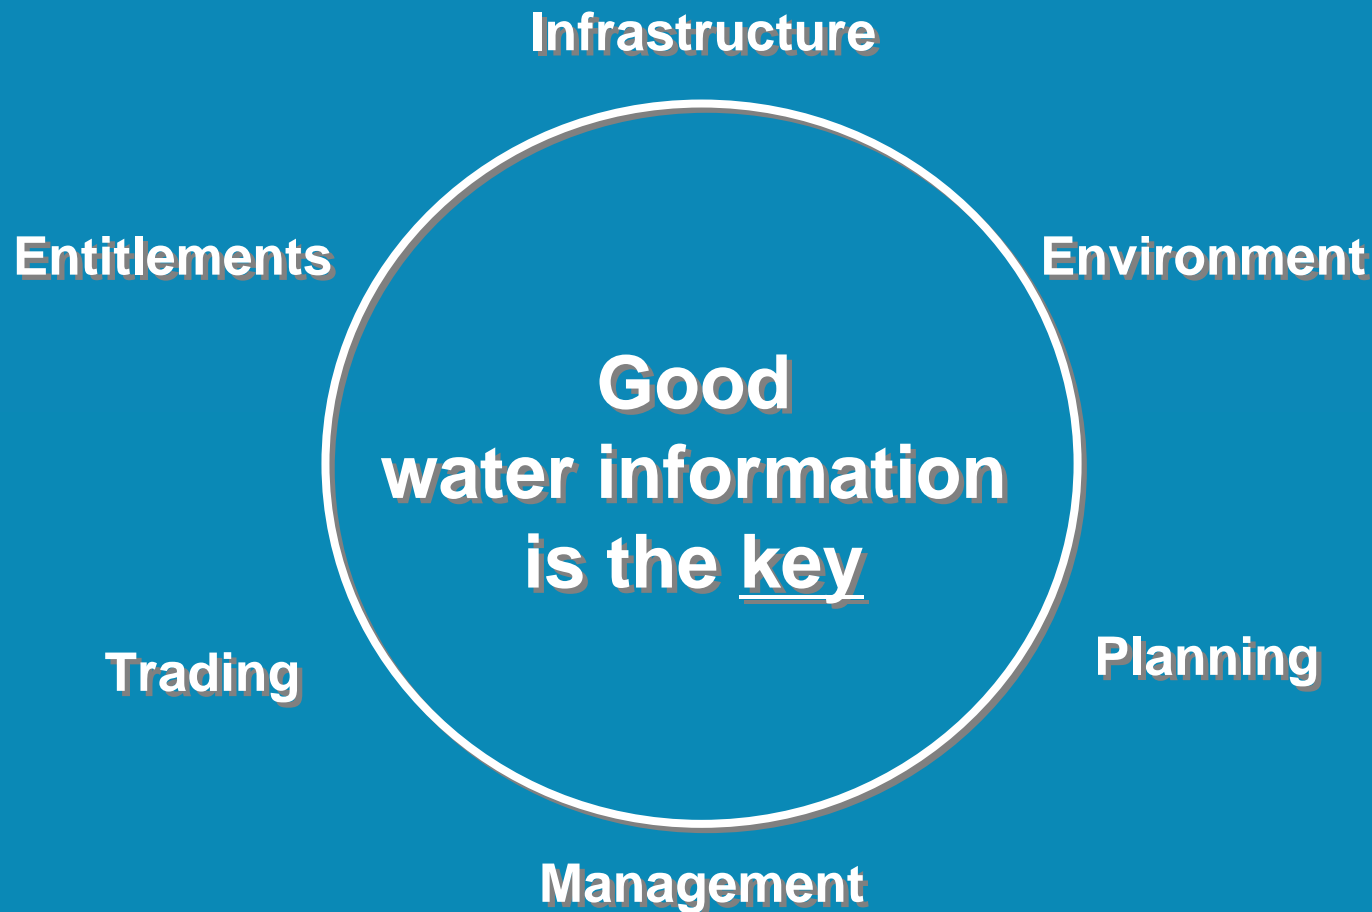 Infrastructure
Entitlements
Environment
Good
water information
is the key
Trading
Planning
Management